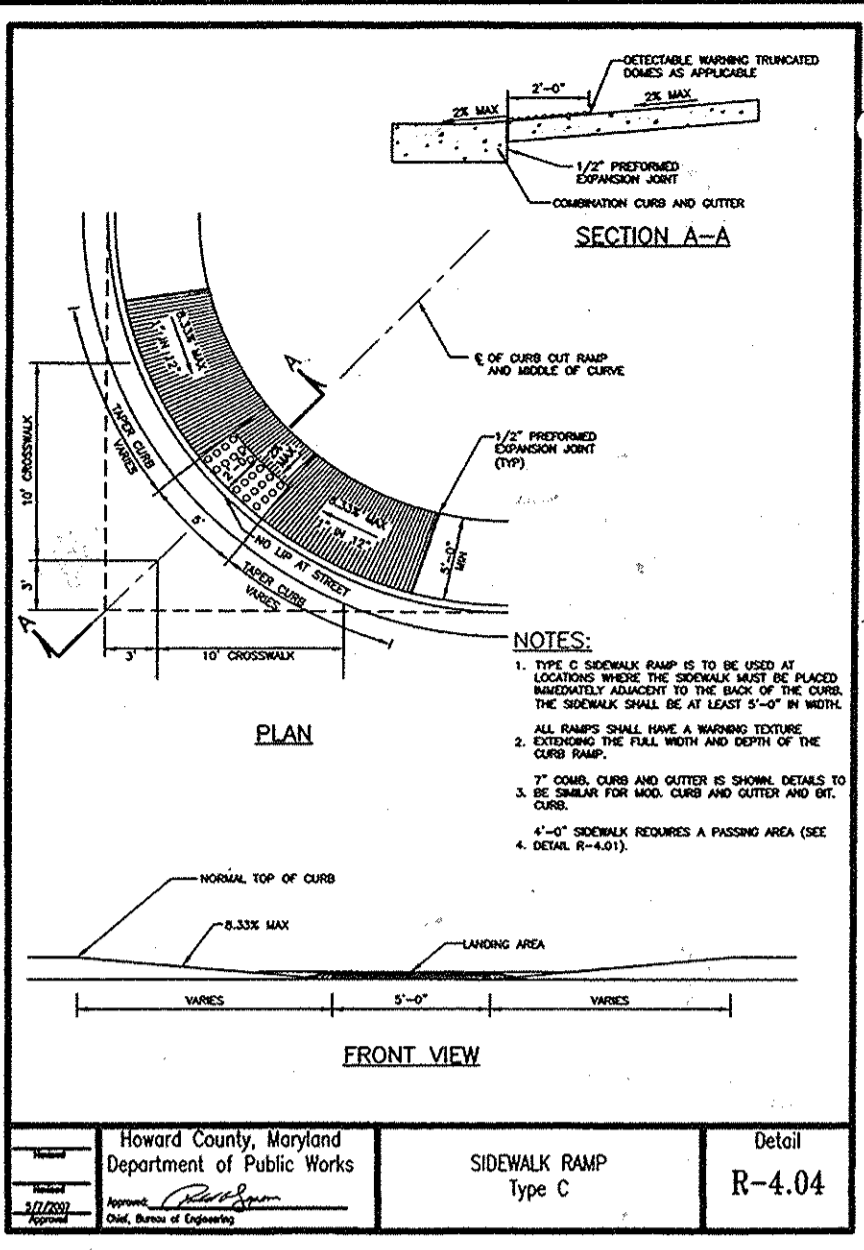 DETECTABLE WARNING TRUNCATED
DOMES AS APPLICABLE
2'-0"
2% MAX
2% MAX
1/2" PREFORMED
EXPANSION JOINT
COMBINATION CURB AND GUTTER
SECTION A-A
℄ OF CURB CUT RAMP
AND MIDDLE OF CURVE
A
8.33% MAX
1" IN 12"
1/2" PREFORMED
EXPANSION JOINT
(TYP)
10' CROSSWALK
TAPER CURB
VARIES
2'-0"
2% MAX
8.33% MAX
1" IN 12"
5'
NO LIP AT STREET
5'-0"
MIN
TAPER CURB
VARIES
3'
A
3'
10' CROSSWALK
PLAN
NOTES:
1. TYPE C SIDEWALK RAMP IS TO BE USED AT
LOCATIONS WHERE THE SIDEWALK MUST BE PLACED
IMMEDIATELY ADJACENT TO THE BACK OF THE CURB.
THE SIDEWALK SHALL BE AT LEAST 5'-0" IN WIDTH.
ALL RAMPS SHALL HAVE A WARNING TEXTURE
2. EXTENDING THE FULL WIDTH AND DEPTH OF THE
CURB RAMP.
7" COMB. CURB AND GUTTER IS SHOWN. DETAILS TO
3. BE SIMILAR FOR MOD. CURB AND GUTTER AND BIT.
CURB.
4'-0" SIDEWALK REQUIRES A PASSING AREA (SEE
4. DETAIL R-4.01).
NORMAL TOP OF CURB
8.33% MAX
LANDING AREA
VARIES
5'-0"
VARIES
FRONT VIEW
Revised
Revised
5/7/2007
Approved
Howard County, Maryland
Department of Public Works
Approved:
Chief, Bureau of Engineering
SIDEWALK RAMP
Type C
Detail
R-4.04